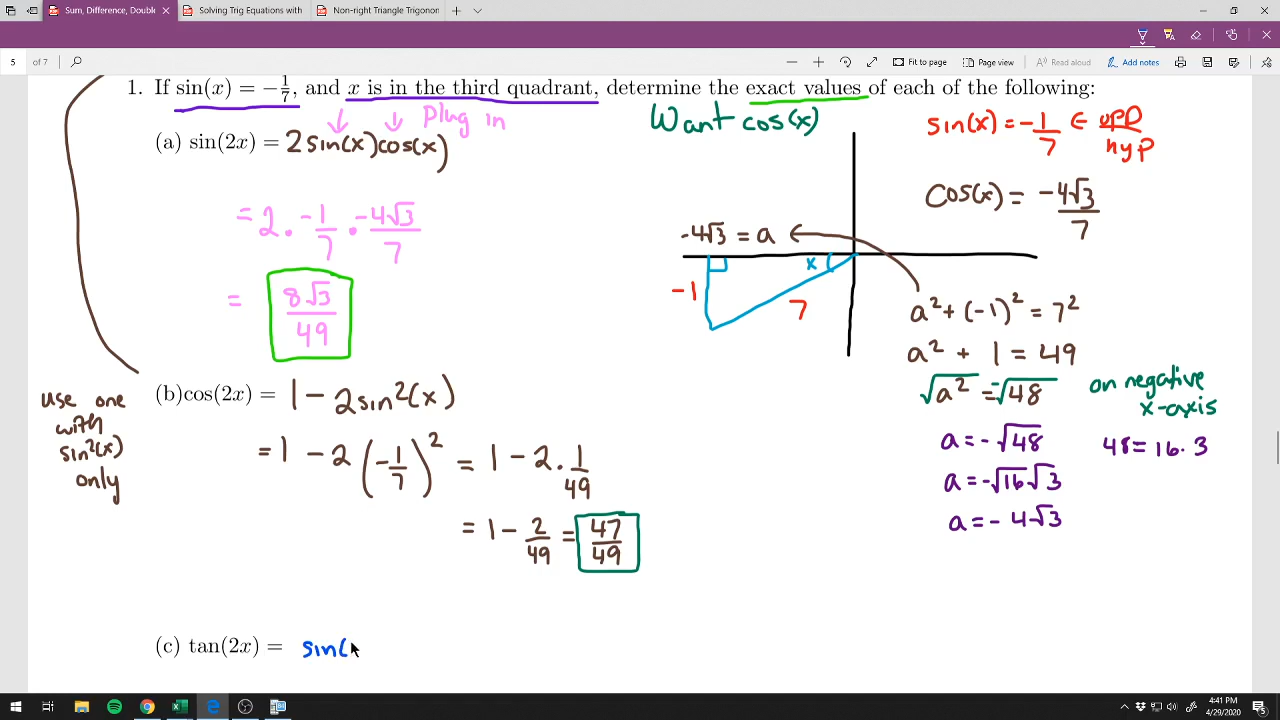 Sum, Difference, Doubl
Solving Trig Equations with
Non-right Triangle Trigonom
5 of 7
Fit to page
Page view
Read aloud
Add notes
1. If sin(x) = −1/7, and x is in the third quadrant, determine the exact values of each of the following:
Plug in
(a) sin(2x) = 2 sin(x)cos(x)
= 2 · -1/7 · -4√3/7
= 8√3/49
Want cos(x)
sin(x) = -1/7 ∈ opp/hyp
cos(x) = -4√3/7
-4√3 = a
x
-1
7
a² + (-1)² = 7²
a² + 1 = 49
√a² = -√48
on negative
x-axis
a = -√48
48 = 16 · 3
a = -√16 √3
a = - 4√3
use one
with
sin²(x)
only
(b)cos(2x) = 1 - 2sin²(x)
= 1 - 2 (-1/7)² = 1 - 2 · 1/49
= 1 - 2/49 = 47/49
(c) tan(2x) = sin(
4:41 PM
4/29/2020